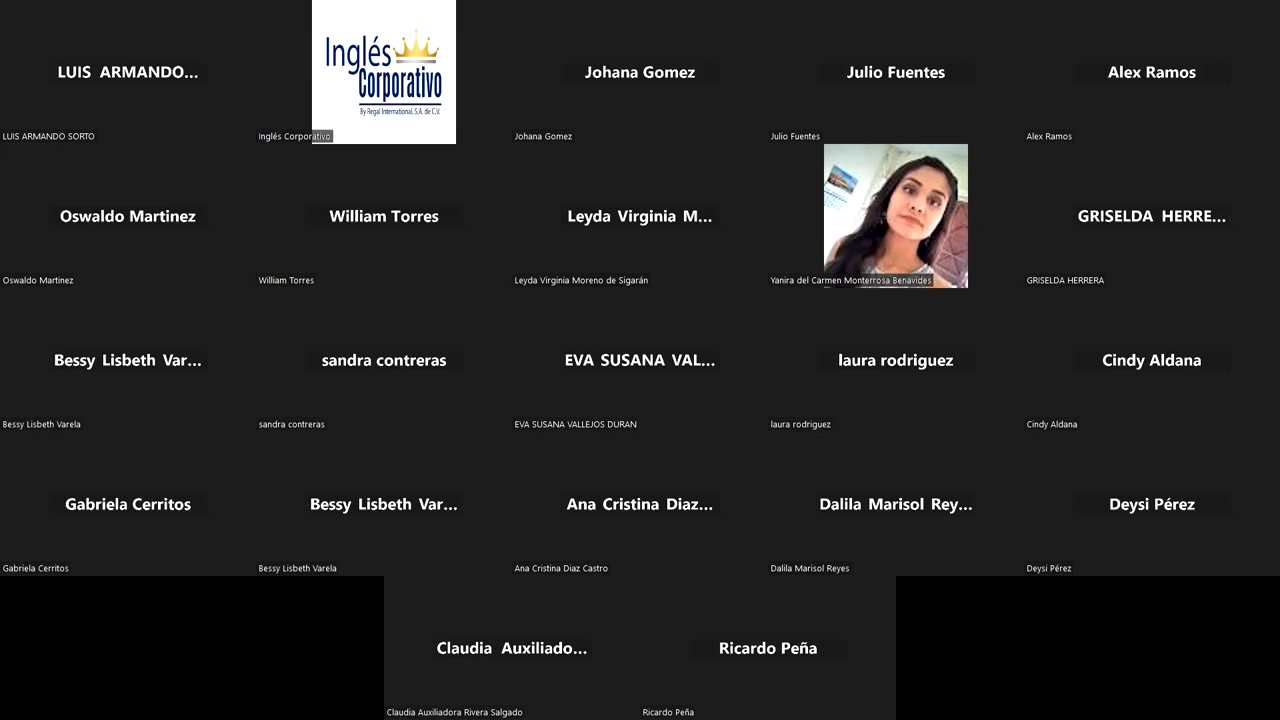 LUIS ARMANDO...
Inglés
Corporativo
By Regal International, S.A. de C.V.
Johana Gomez
Julio Fuentes
Alex Ramos
LUIS ARMANDO SORTO
Inglés Corporativo
Johana Gomez
Julio Fuentes
Alex Ramos
Oswaldo Martinez
William Torres
Leyda Virginia M...
GRISELDA HERRE...
Oswaldo Martinez
William Torres
Leyda Virginia Moreno de Sigarán
Yanira del Carmen Monterrosa Benavides
GRISELDA HERRERA
Bessy Lisbeth Var...
sandra contreras
EVA SUSANA VAL...
laura rodriguez
Cindy Aldana
Bessy Lisbeth Varela
sandra contreras
EVA SUSANA VALLEJOS DURAN
laura rodriguez
Cindy Aldana
Gabriela Cerritos
Bessy Lisbeth Var...
Ana Cristina Diaz...
Dalila Marisol Rey...
Deysi Pérez
Gabriela Cerritos
Bessy Lisbeth Varela
Ana Cristina Diaz Castro
Dalila Marisol Reyes
Deysi Pérez
Claudia Auxiliado...
Ricardo Peña
Claudia Auxiliadora Rivera Salgado
Ricardo Peña